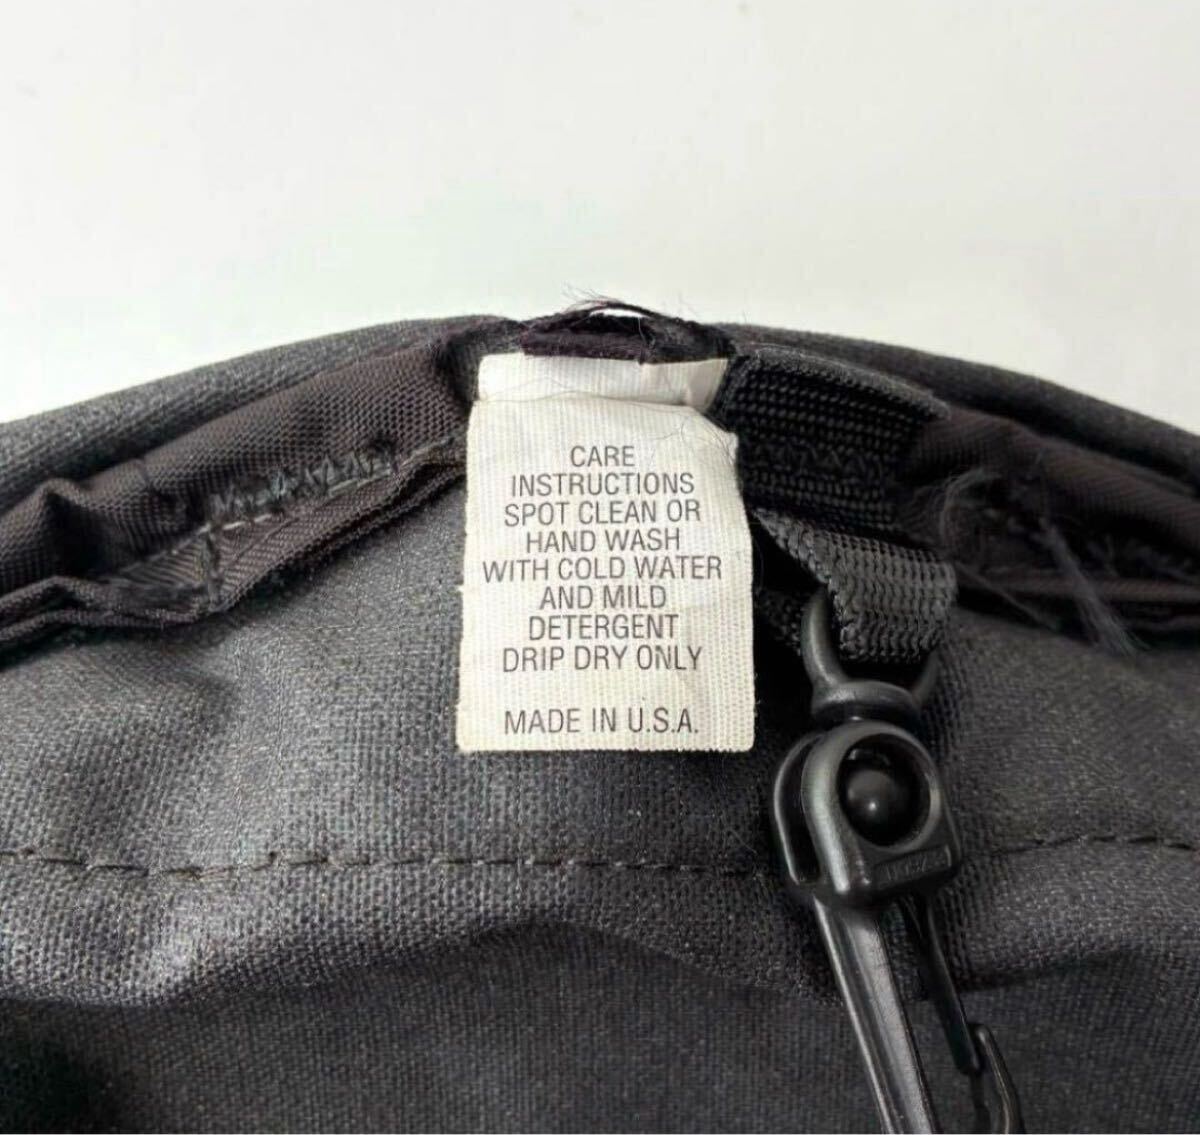 CARE
INSTRUCTIONS
SPOT CLEAN OR
HAND WASH
WITH COLD WATER
AND MILD
DETERGENT
DRIP DRY ONLY
MADE IN U.S.A.